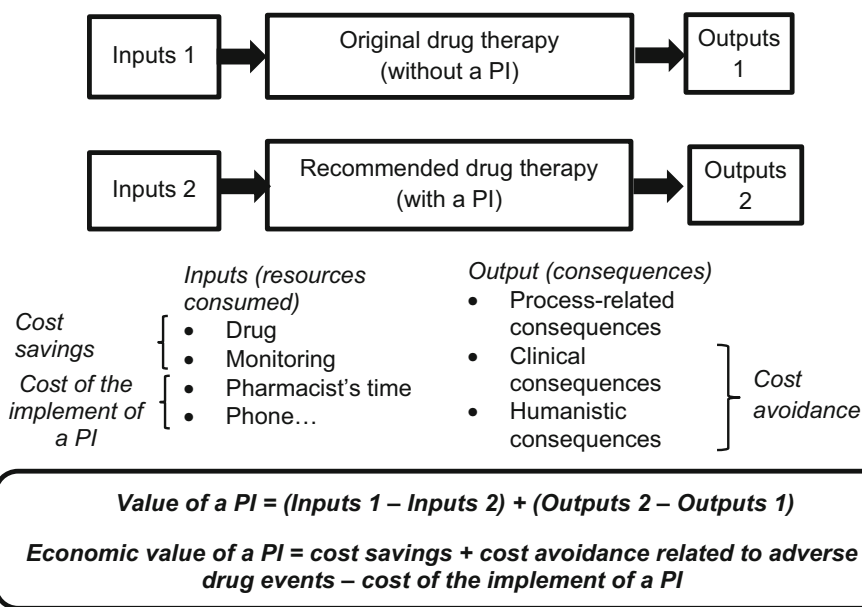 Inputs 1
Original drug therapy
(without a PI)
Outputs
1
Inputs 2
Recommended drug therapy
(with a PI)
Outputs
2
Inputs (resources
consumed)
• Drug
• Monitoring
• Pharmacist's time
• Phone…
Cost
savings
Cost of the
implement of
a PI
Output (consequences)
• Process-related
consequences
• Clinical
consequences
• Humanistic
consequences
Cost
avoidance
Value of a PI = (Inputs 1 – Inputs 2) + (Outputs 2 – Outputs 1)
Economic value of a PI = cost savings + cost avoidance related to adverse
drug events – cost of the implement of a PI